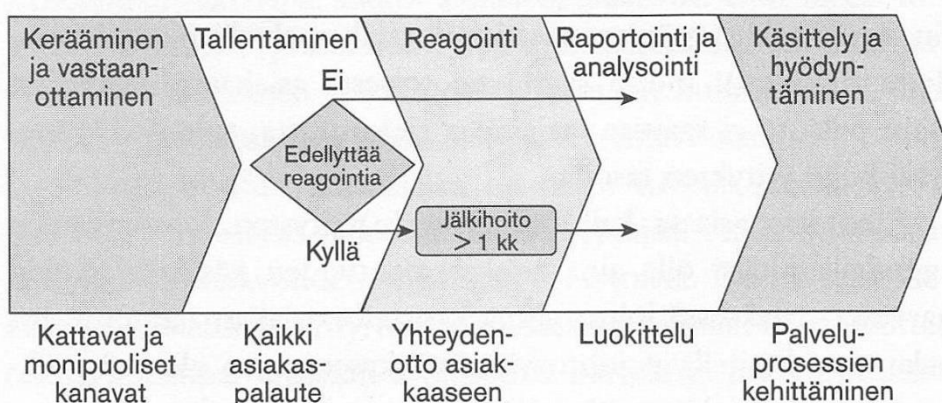 Kerääminen
ja vastaan-
ottaminen
Tallentaminen
Reagointi
Raportointi ja
analysointi
Käsittely ja
hyödyn-
täminen
Ei
Edellyttää
reagointia
Kyllä
Jälkihoito
> 1 kk
Kattavat ja
monipuoliset
kanavat
Kaikki
asiakas-
palaute
Yhteyden-
otto asiak-
kaaseen
Luokittelu
Palvelu-
prosessien
kehittäminen